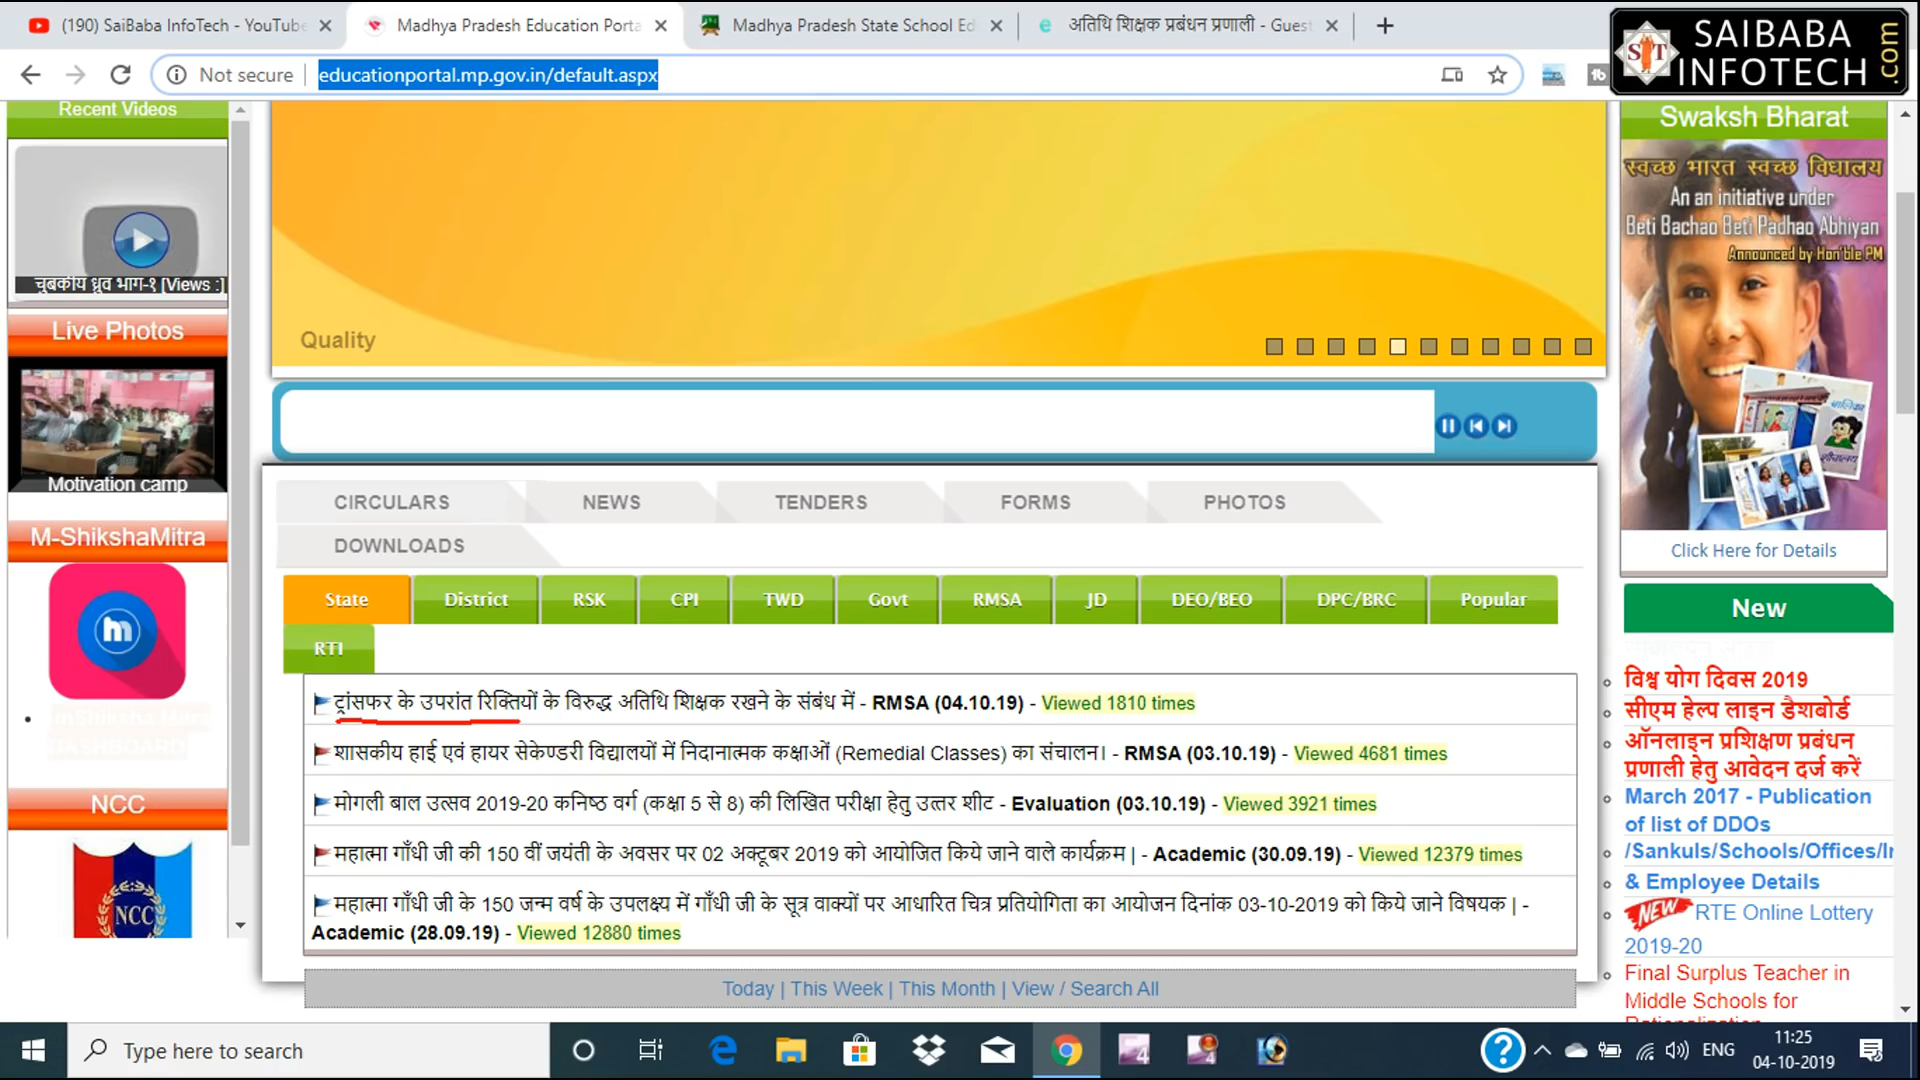 (190) SaiBaba InfoTech - YouTube
Madhya Pradesh Education Porta
Madhya Pradesh State School Ed
अतिथि शिक्षक प्रबंधन प्रणाली - Guest
SAIBABA INFOTECH .com
SIT
Not secure
educationportal.mp.gov.in/default.aspx
Recent Videos
चुबकीय ध्रुव भाग-१ [Views :]
Live Photos
Motivation camp
M-ShikshaMitra
m
mShiksha Mitra
DASHBOARD
NCC
NCC
Quality
CIRCULARS
NEWS
TENDERS
FORMS
PHOTOS
DOWNLOADS
State
District
RSK
CPI
TWD
Govt
RMSA
JD
DEO/BEO
DPC/BRC
Popular
RTI
ट्रांसफर के उपरांत रिक्तियों के विरुद्ध अतिथि शिक्षक रखने के संबंध में - RMSA (04.10.19) - Viewed 1810 times
शासकीय हाई एवं हायर सेकेण्डरी विद्यालयों में निदानात्मक कक्षाओं (Remedial Classes) का संचालन। - RMSA (03.10.19) - Viewed 4681 times
मोगली बाल उत्सव 2019-20 कनिष्ठ वर्ग (कक्षा 5 से 8) की लिखित परीक्षा हेतु उत्तर शीट - Evaluation (03.10.19) - Viewed 3921 times
महात्मा गाँधी जी की 150 वीं जयंती के अवसर पर 02 अक्टूबर 2019 को आयोजित किये जाने वाले कार्यक्रम | - Academic (30.09.19) - Viewed 12379 times
महात्मा गाँधी जी के 150 जन्म वर्ष के उपलक्ष्य में गाँधी जी के सूत्र वाक्यों पर आधारित चित्र प्रतियोगिता का आयोजन दिनांक 03-10-2019 को किये जाने विषयक | -
Academic (28.09.19) - Viewed 12880 times
Today | This Week | This Month | View / Search All
Swaksh Bharat
स्वच्छ भारत स्वच्छ विद्यालय
An an initiative under
Beti Bachao Beti Padhao Abhiyan
Announced by Hon'ble PM
Click Here for Details
New
विश्व योग दिवस 2019
सीएम हेल्प लाइन डैशबोर्ड
ऑनलाइन प्रशिक्षण प्रबंधन
प्रणाली हेतु आवेदन दर्ज करें
March 2017 - Publication
of list of DDOs
/Sankuls/Schools/Offices/I
& Employee Details
NEW RTE Online Lottery
2019-20
Final Surplus Teacher in
Middle Schools for
Rationalization
Type here to search
ENG
11:25
04-10-2019